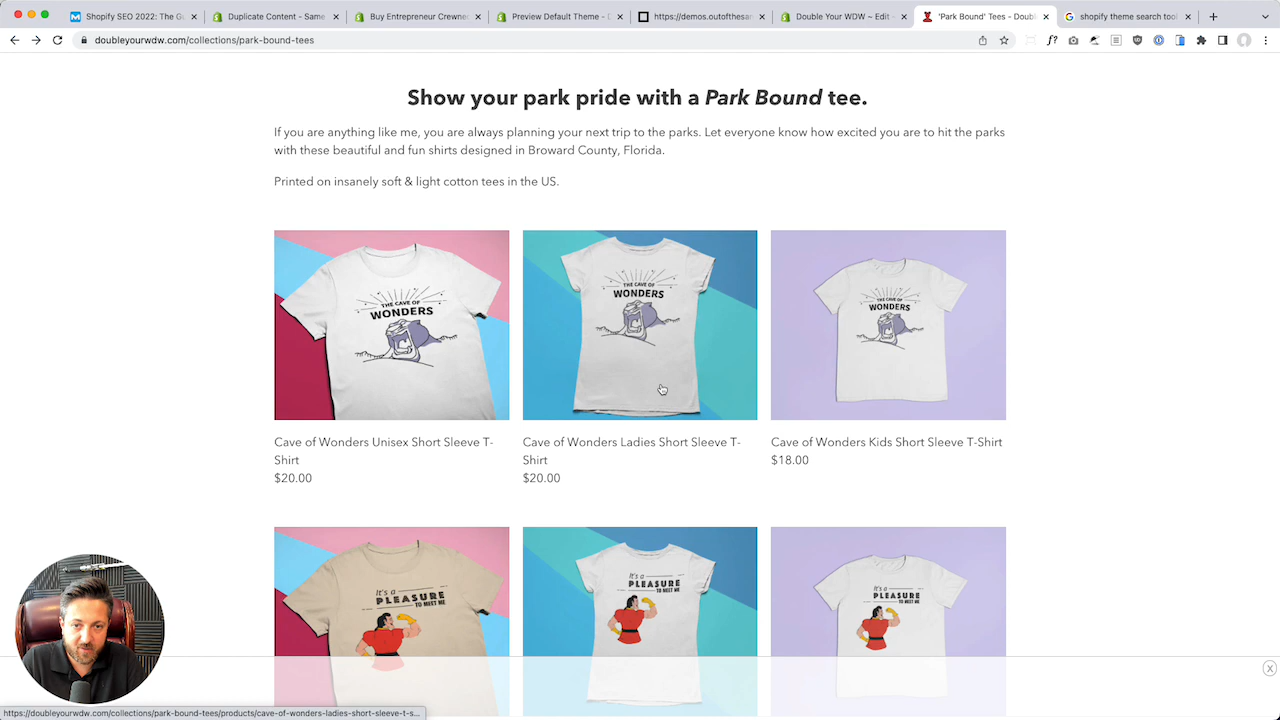 Shopify SEO 2022: The Gu
Duplicate Content - Same
Buy Entrepreneur Crewnec
Preview Default Theme - D
https://demos.outofthesan
Double Your WDW ~ Edit ~
'Park Bound' Tees - Doubl
shopify theme search tool
doubleyourwdw.com/collections/park-bound-tees
Show your park pride with a Park Bound tee.
If you are anything like me, you are always planning your next trip to the parks. Let everyone know how excited you are to hit the parks
with these beautiful and fun shirts designed in Broward County, Florida.
Printed on insanely soft & light cotton tees in the US.
THE CAVE OF
WONDERS
THE CAVE OF
WONDERS
THE CAVE OF
WONDERS
Cave of Wonders Unisex Short Sleeve T-
Shirt
$20.00
Cave of Wonders Ladies Short Sleeve T-
Shirt
$20.00
Cave of Wonders Kids Short Sleeve T-Shirt
$18.00
It's a
PLEASURE
TO MEET ME
It's a
PLEASURE
TO MEET ME
It's a
PLEASURE
TO MEET ME
X
https://doubleyourwdw.com/collections/park-bound-tees/products/cave-of-wonders-ladies-short-sleeve-t-s...